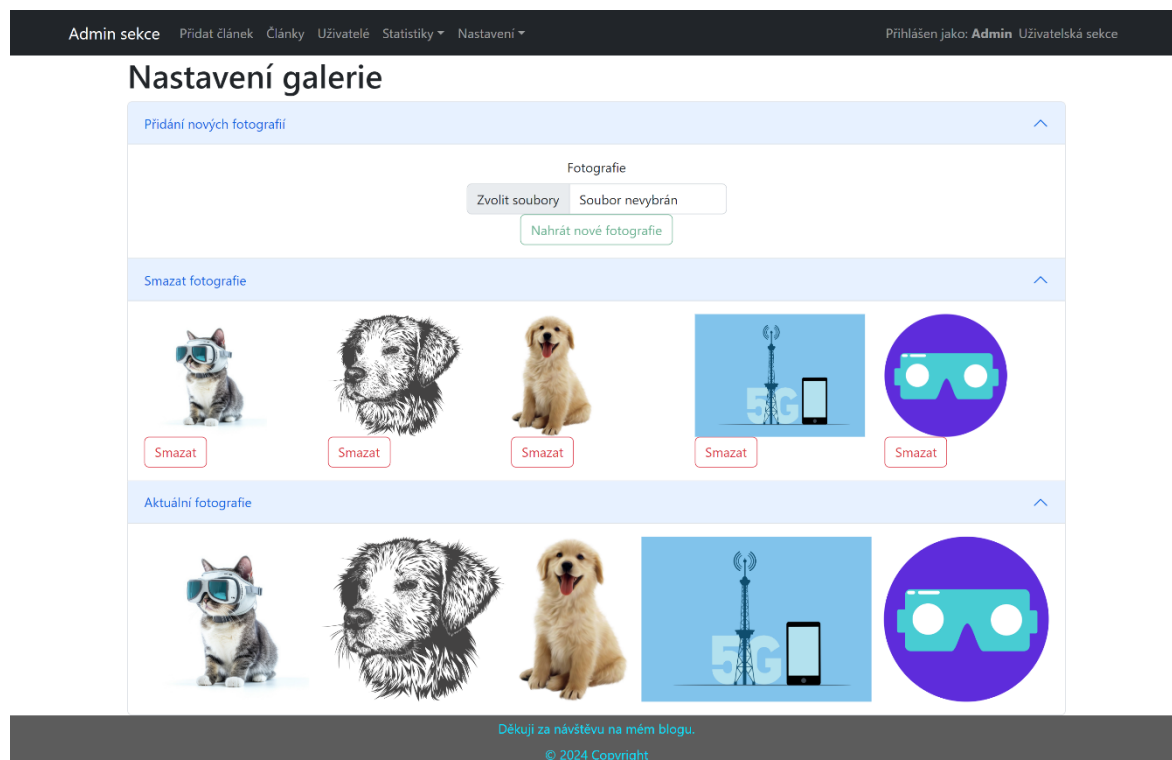 Admin sekce Přidat článek Články Uživatelé Statistiky Nastavení Přihlášen jako: Admin Uživatelská sekce
Nastavení galerie
Přidání nových fotografií
Fotografie
Zvolit soubory Soubor nevybrán
Nahrát nové fotografie
Smazat fotografie
5G
Smazat Smazat Smazat Smazat Smazat
Aktuální fotografie
5G
Děkuji za návštěvu na mém blogu.
© 2024 Copyright